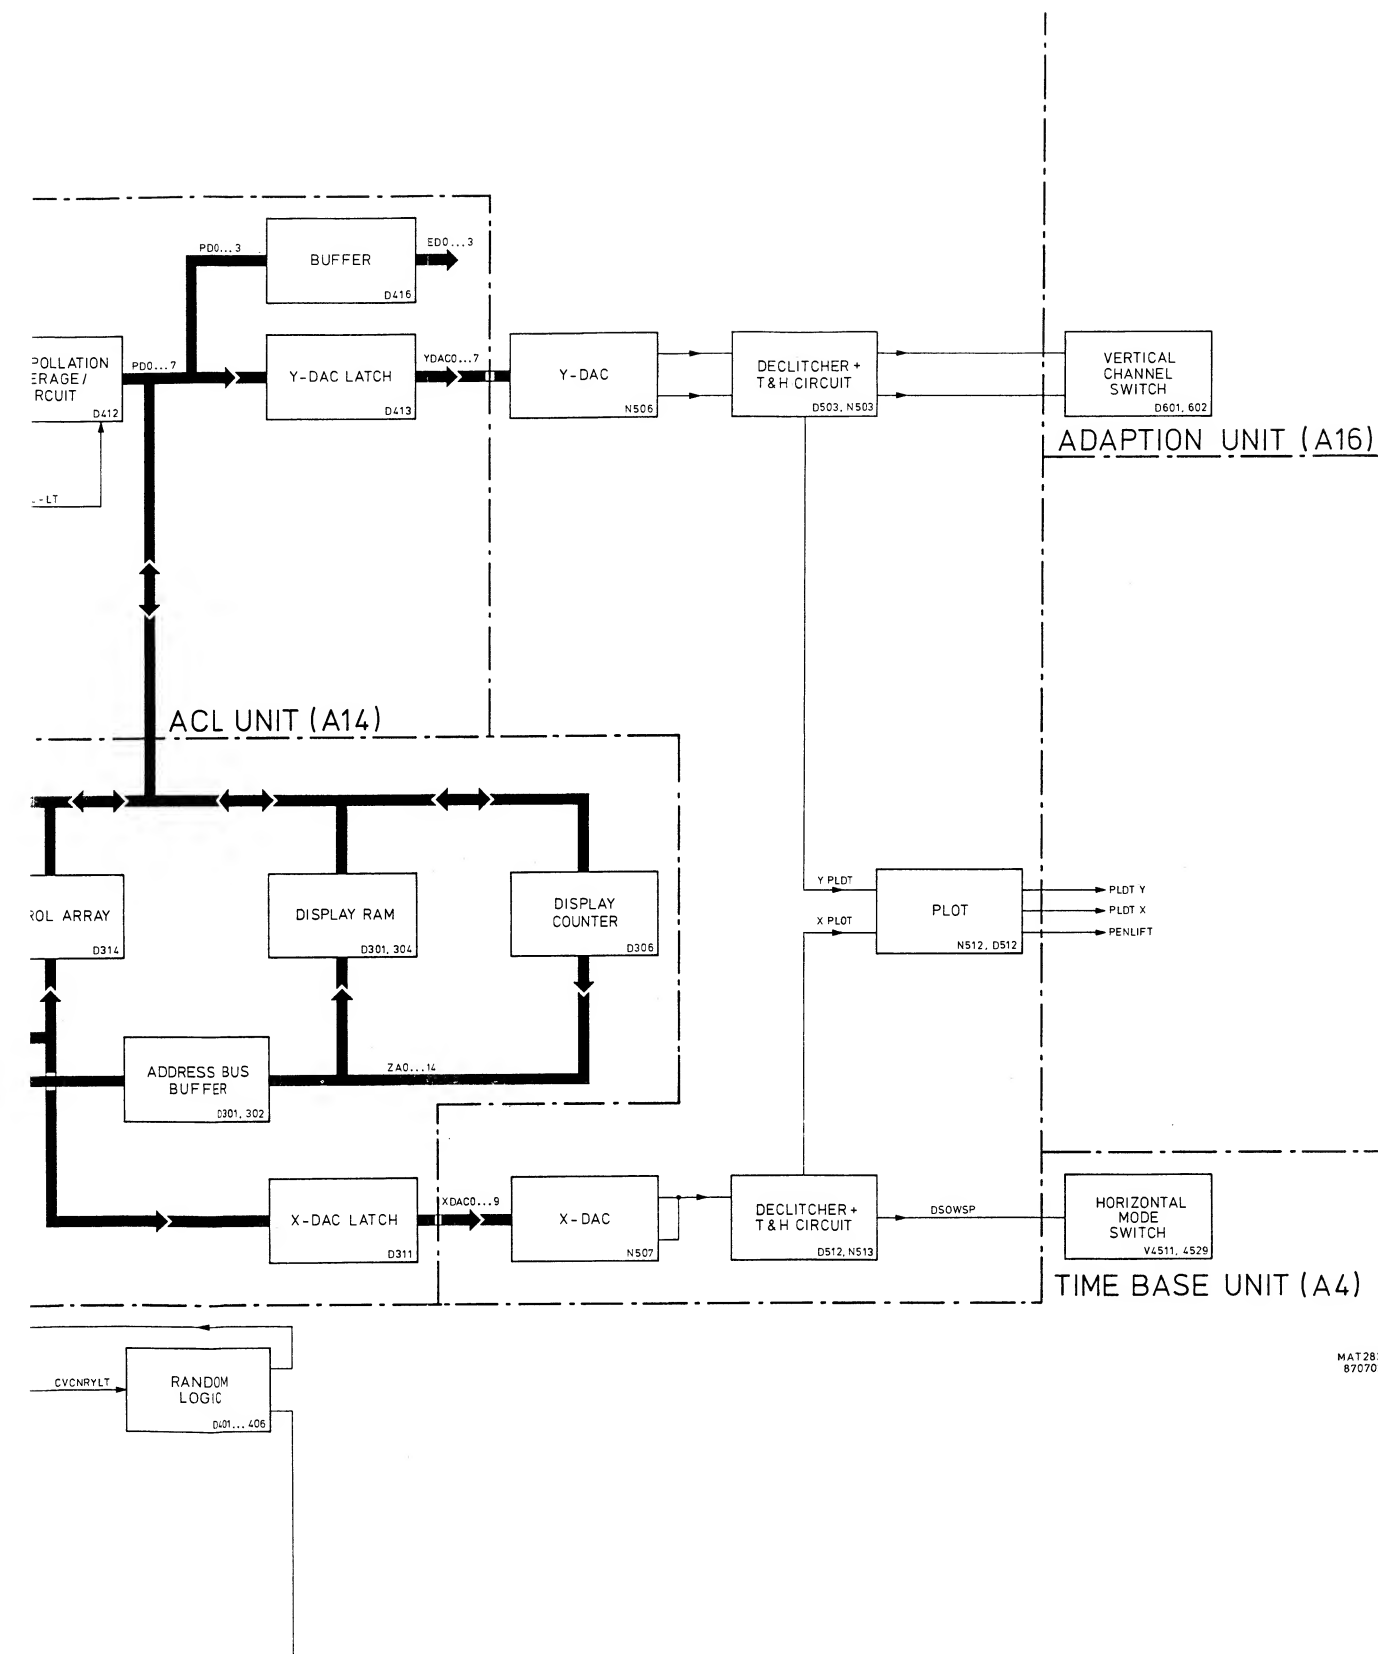 PD0...3
BUFFER
D416
ED0...3
POLLATION
ERAGE/
RCUIT
D412
PD0...7
Y-DAC LATCH
D413
YDAC0...7
Y-DAC
N506
DECLITCHER +
T&H CIRCUIT
D503, N503
VERTICAL
CHANNEL
SWITCH
D601, 602
ADAPTION UNIT (A16)
-LT
ACL UNIT (A14)
ROL ARRAY
D314
DISPLAY RAM
D301, 304
DISPLAY
COUNTER
D306
Y PLDT
X PLOT
PLOT
N512, D512
PLDT Y
PLDT X
PENLIFT
ADDRESS BUS
BUFFER
D301, 302
ZA0...14
X-DAC LATCH
D311
XDAC0...9
X-DAC
N507
DECLITCHER +
T&H CIRCUIT
D512, N513
DSOWSP
HORIZONTAL
MODE
SWITCH
V4511, 4529
TIME BASE UNIT (A4)
CVCNRYLT
RANDOM
LOGIC
D401... 406
MAT28
87070